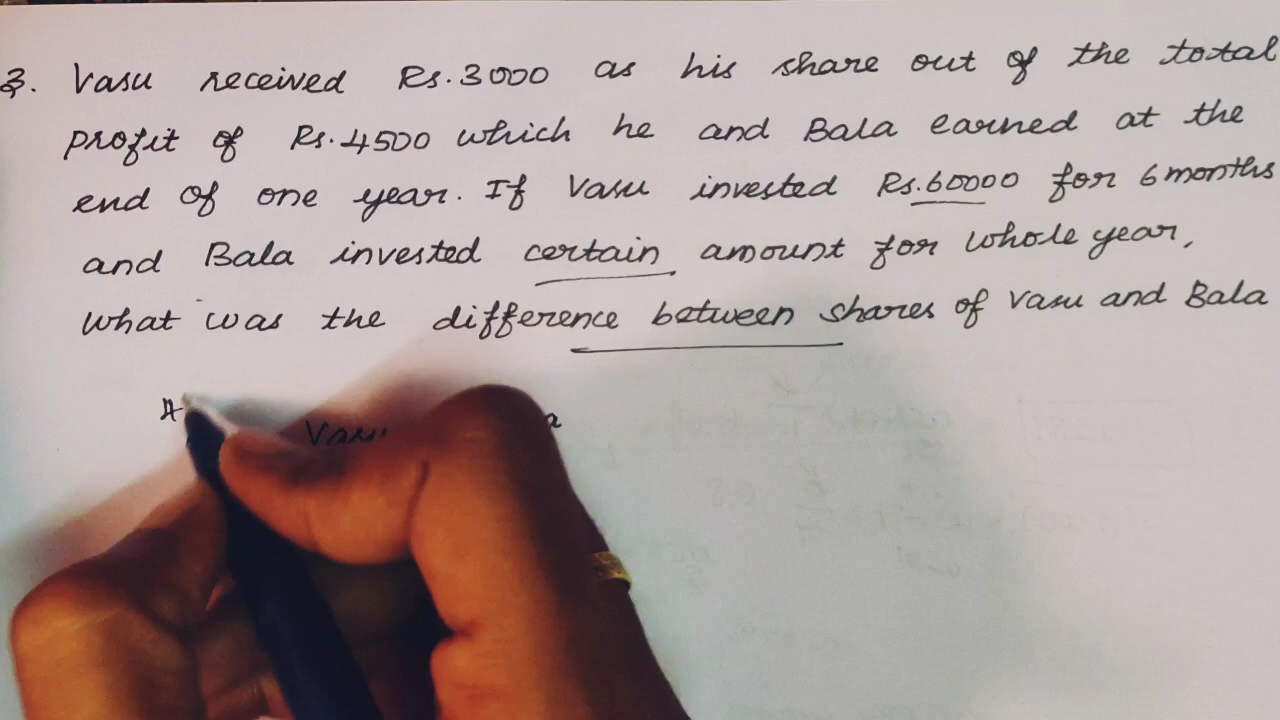 3. Vasu received Rs.3000 as his share out of the total
profit of Rs.4500 which he and Bala earned at the
end of one year. If Vasu invested Rs.60000 for 6 months
and Bala invested certain amount for whole year,
what was the difference between shares of Vasu and Bala
Vasu